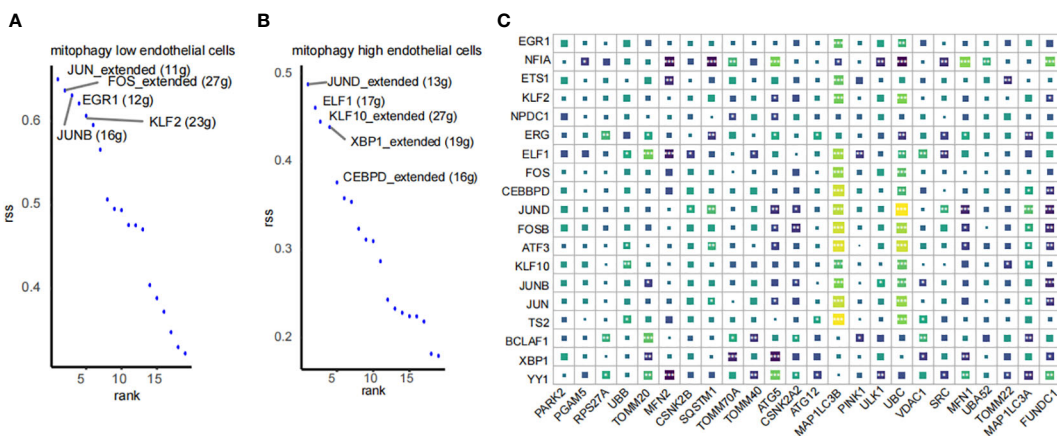 A
mitophagy low endothelial cells
JUN_extended (11g)
FOS_extended (27g)
EGR1 (12g)
KLF2 (23g)
JUNB (16g)
rss
0.6
0.5
0.4
5
10
15
rank
B
mitophagy high endothelial cells
JUND_extended (13g)
ELF1 (17g)
KLF10_extended (27g)
XBP1_extended (19g)
CEBPD_extended (16g)
rss
0.5
0.4
0.3
0.2
5
10
15
rank
C
EGR1
NFIA
ETS1
KLF2
NPDC1
ERG
ELF1
FOS
CEBBPD
JUND
FOSB
ATF3
KLF10
JUNB
JUN
TS2
BCLAF1
XBP1
YY1
PARK2
PGAM5
RPS27A
UBB
TOMM20
MFN2
CSNK2B
SQSTM1
TOMM70A
TOMM40
ATG5
CSNK2A2
ATG12
MAP1LC3B
PINK1
ULK1
UBC
VDAC1
SRC
MFN1
UBA52
TOMM22
MAP1LC3A
FUNDC1